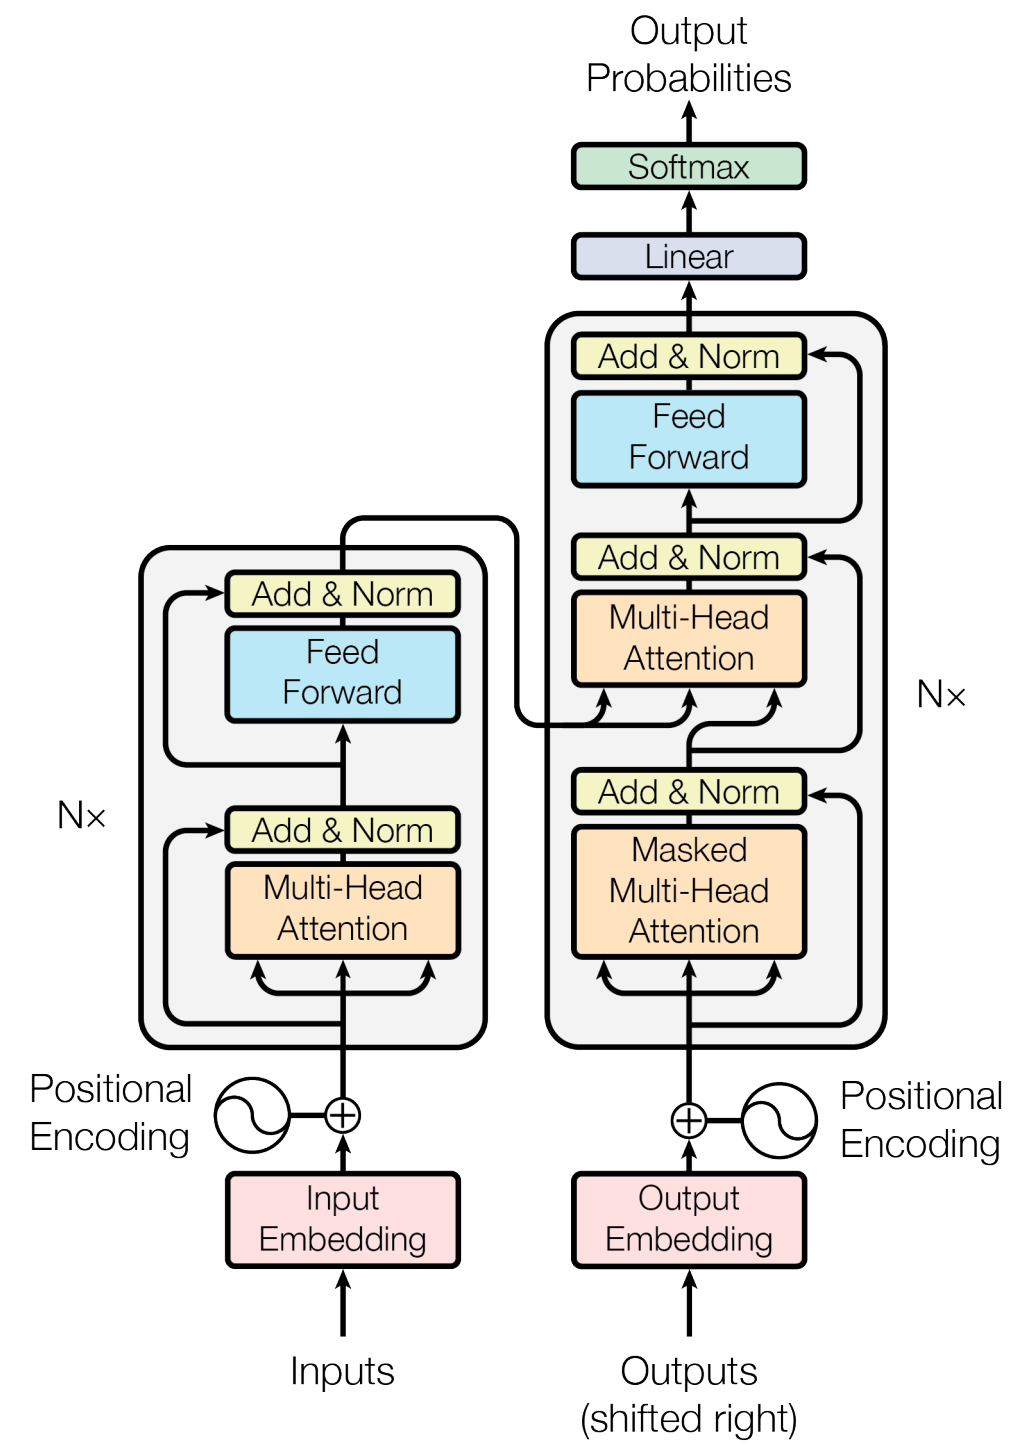 Output
Probabilities
Softmax
Linear
Add & Norm
Feed
Forward
Add & Norm
Multi-Head
Attention
Nx
Add & Norm
Masked
Multi-Head
Attention
Add & Norm
Feed
Forward
Nx
Add & Norm
Multi-Head
Attention
Positional
Encoding
Positional
Encoding
Input
Embedding
Output
Embedding
Inputs
Outputs
(shifted right)